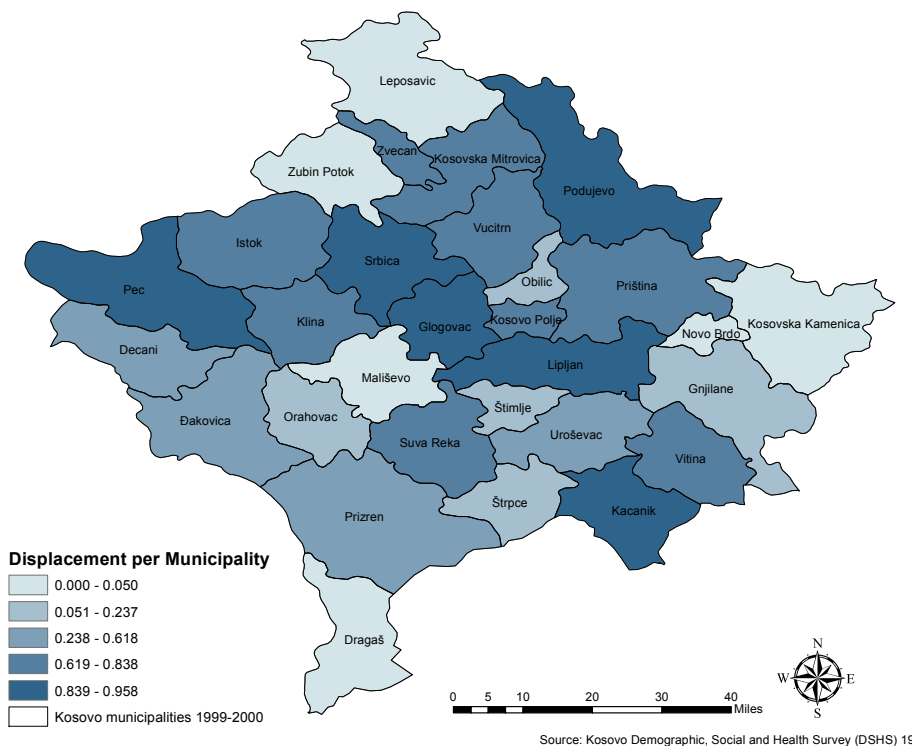 Leposavic
Zvecan
Kosovska Mitrovica
Zubin Potok
Podujevo
Vucitrn
Istok
Srbica
Obilic
Priština
Pec
Kosovska Kamenica
Klina
Glogovac
Kosovo Polje
Novo Brdo
Decani
Lipljan
Mališevo
Gnjilane
Štimlje
Đakovica
Orahovac
Suva Reka
Uroševac
Vitina
Štrpce
Kacanik
Prizren
Dragaš
Displacement per Municipality
0.000 - 0.050
0.051 - 0.237
0.238 - 0.618
0.619 - 0.838
0.839 - 0.958
Kosovo municipalities 1999-2000
N
W E
S
0 5 10 20 30 40
Miles
Source: Kosovo Demographic, Social and Health Survey (DSHS) 19